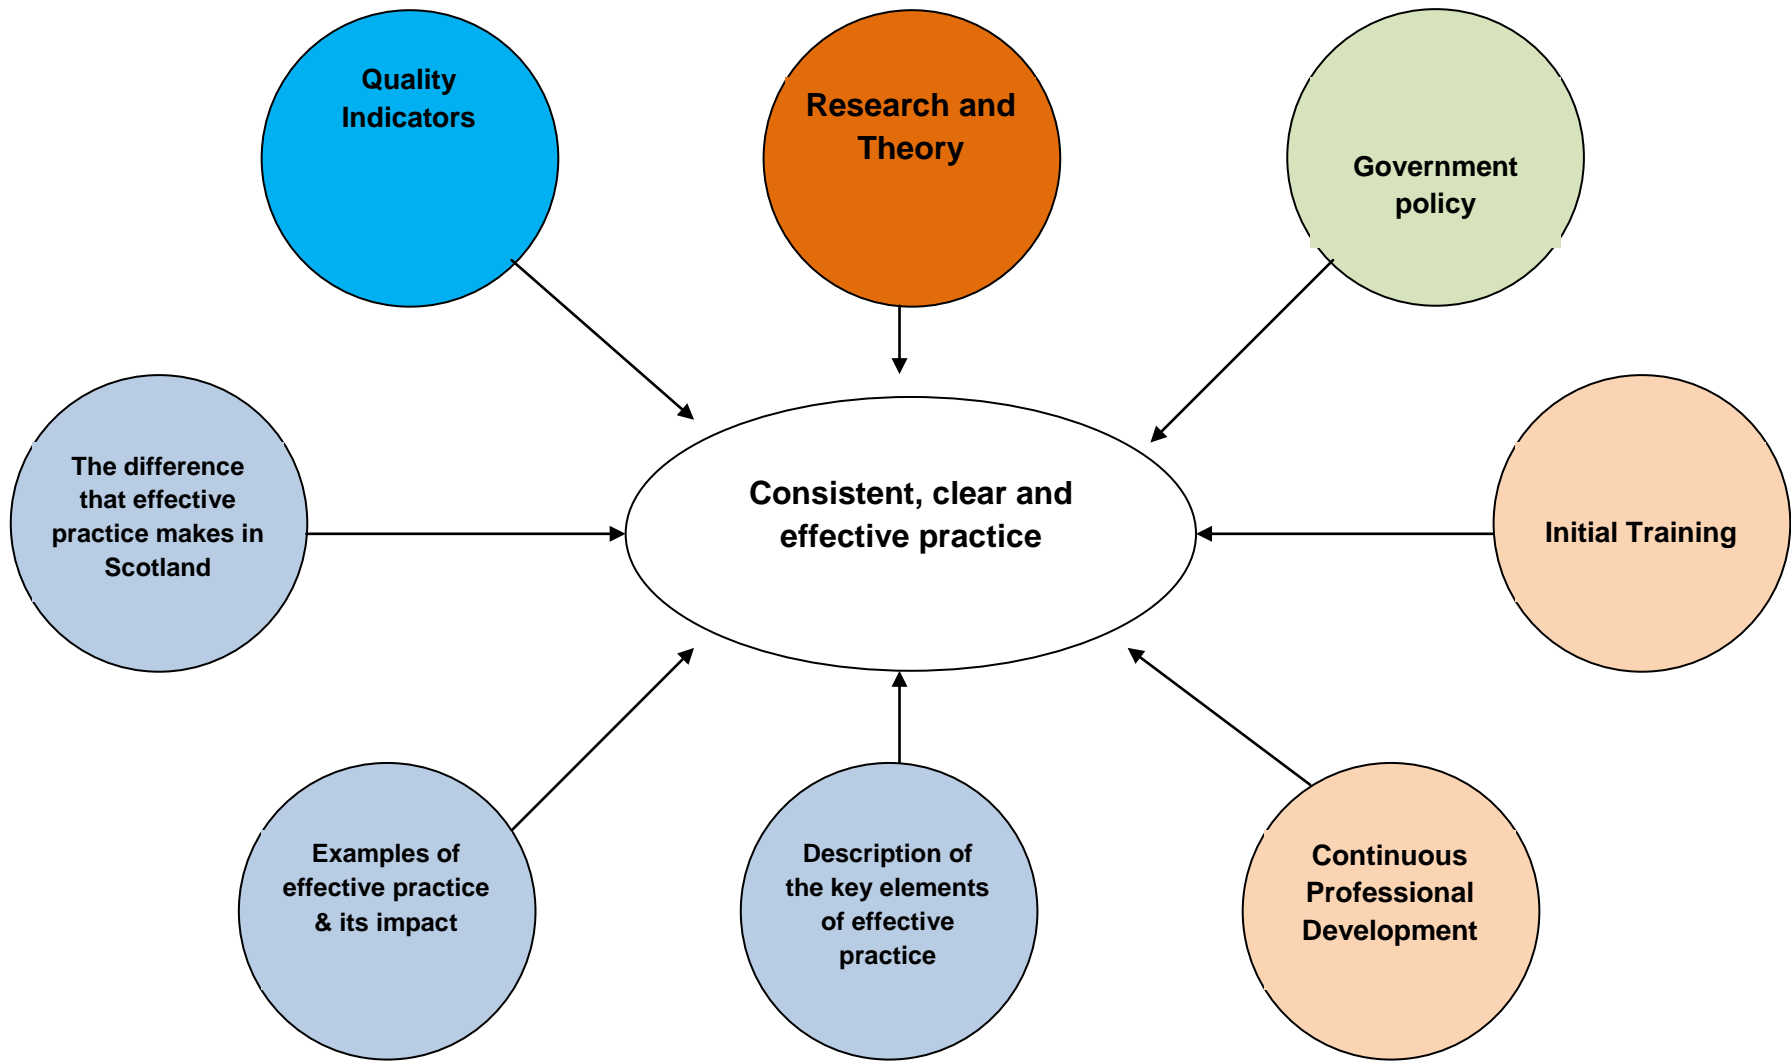 Quality
Indicators
Research and
Theory
Government
policy
The difference
that effective
practice makes in
Scotland
Consistent, clear and
effective practice
Initial Training
Examples of
effective practice
& its impact
Description of
the key elements
of effective
practice
Continuous
Professional
Development